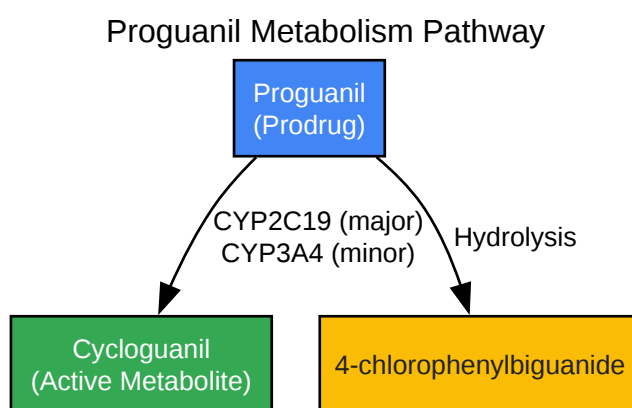 Proguanil Metabolism Pathway
Proguanil
(Prodrug)
CYP2C19 (major)
CYP3A4 (minor)
Hydrolysis
Cycloguanil
(Active Metabolite)
4-chlorophenylbiguanide